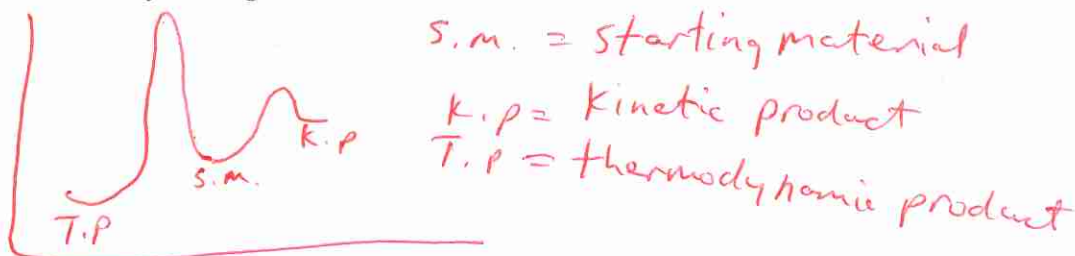 s.m. = starting material
K.p = Kinetic product
T.p = thermodynamic product
K.p
s.m.
T.p